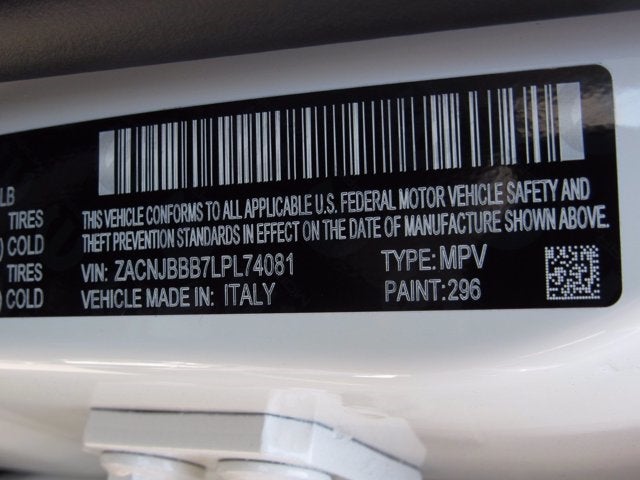 LB
TIRES
) COLD
TIRES
) COLD
THIS VEHICLE CONFORMS TO ALL APPLICABLE U.S. FEDERAL MOTOR VEHICLE SAFETY AND
THEFT PREVENTION STANDARDS IN EFFECT ON THE DATE OF MANUFACTURE SHOWN ABOVE.
VIN: ZACNJBBB7LPL74081 TYPE: MPV
VEHICLE MADE IN: ITALY PAINT: 296